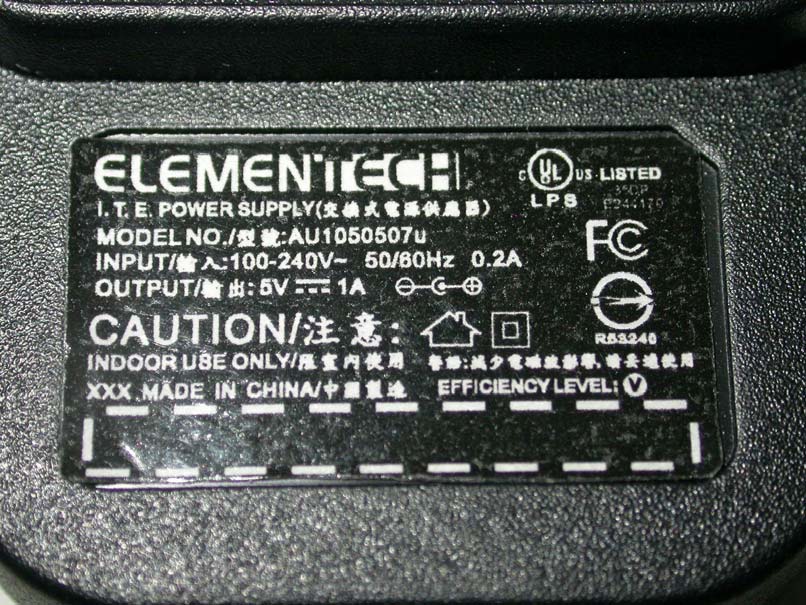 ELEMENTECH
I.T.E. POWER SUPPLY(交換式電源供應器)
MODEL NO./型號:AU1050507u
INPUT/輸入:100-240V~ 50/60Hz 0.2A
OUTPUT/輸出:5V 1A
CAUTION/注意:
INDOOR USE ONLY/限室內使用
XXX MADE IN CHINA/中國製造
EFFICIENCY LEVEL: V
C UL US LISTED
LPS
FC
R53240